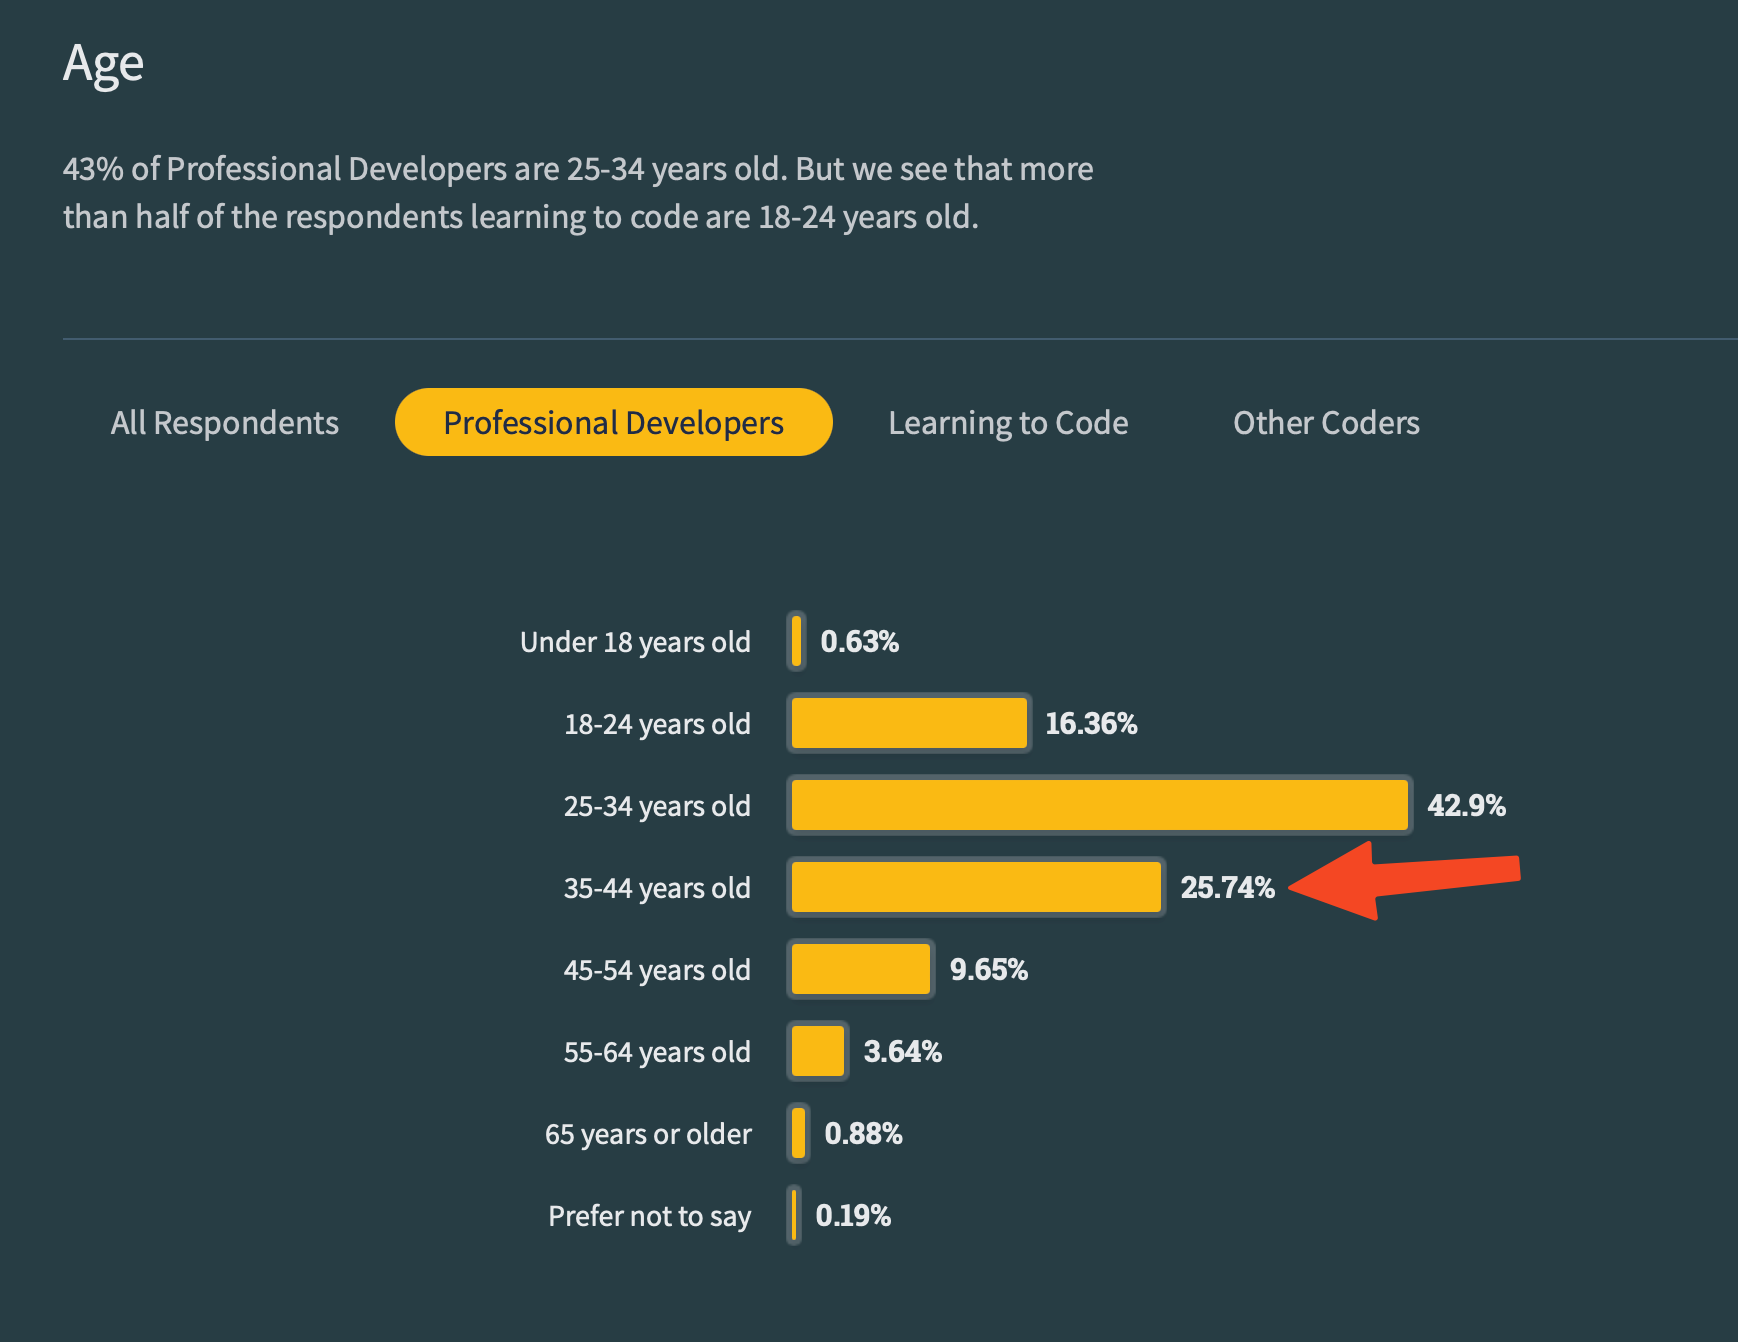 Age
43% of Professional Developers are 25-34 years old. But we see that more
than half of the respondents learning to code are 18-24 years old.
All Respondents Professional Developers Learning to Code Other Coders
Under 18 years old 0.63%
18-24 years old 16.36%
25-34 years old 42.9%
35-44 years old 25.74%
45-54 years old 9.65%
55-64 years old 3.64%
65 years or older 0.88%
Prefer not to say 0.19%